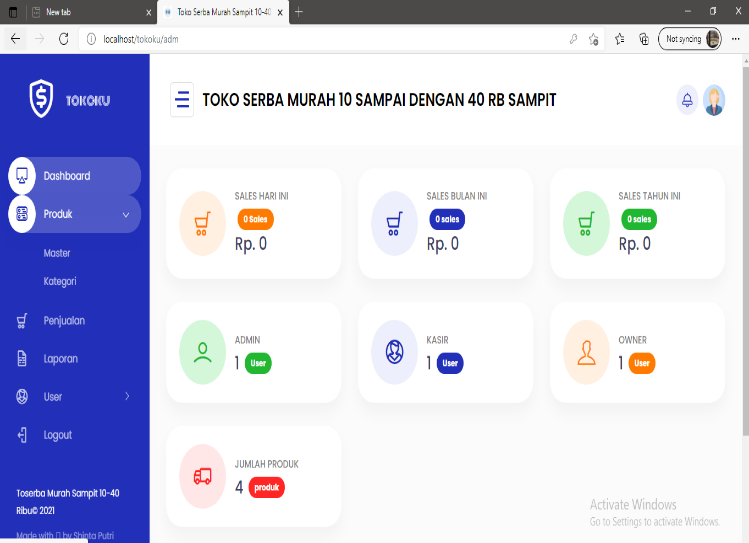 New tab
Toko Serba Murah Sampit 10-40
localhost/tokoku/adm
Not syncing
TOKOKU
TOKO SERBA MURAH 10 SAMPAI DENGAN 40 RB SAMPIT
Dashboard
Produk
Master
Kategori
Penjualan
Laporan
User
Logout
Toserba Murah Sampit 10-40
Ribu© 2021
Made with by Shinta Putri
SALES HARI INI
0 Sales
Rp. 0
SALES BULAN INI
0 sales
Rp. 0
SALES TAHUN INI
0 sales
Rp. 0
ADMIN
1 User
KASIR
1 User
OWNER
1 User
JUMLAH PRODUK
4 produk
Activate Windows
Go to Settings to activate Windows.